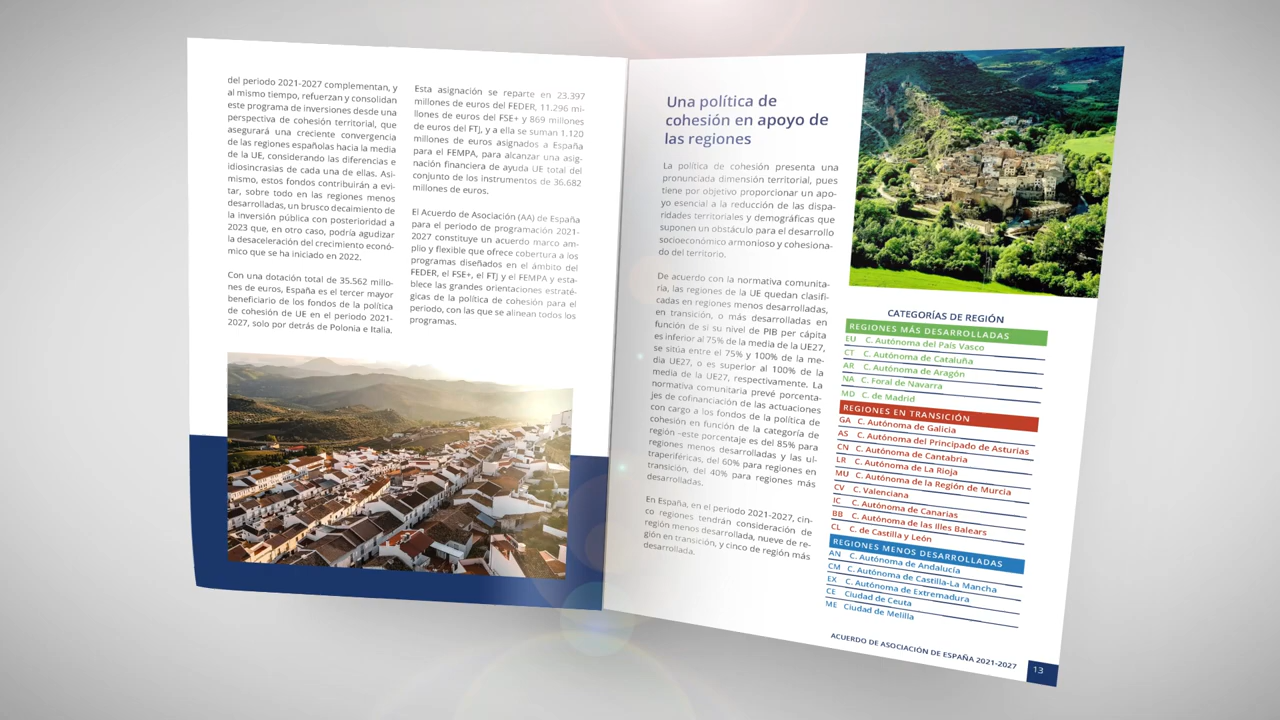 del periodo 2021-2027 complementan, y
al mismo tiempo, refuerzan y consolidan
este programa de inversiones desde una
perspectiva de cohesión territorial, que
asegurará una creciente convergencia
de las regiones españolas hacia la media
de la UE, considerando las diferencias e
idiosincrasias de cada una de ellas. Asi-
mismo, estos fondos contribuirán a evi-
tar, sobre todo en las regiones menos
desarrolladas, un brusco decaimiento de
la inversión pública con posterioridad a
2023 que, en otro caso, podría agudizar
la desaceleración del crecimiento econó-
mico que se ha iniciado en 2022.
Con una dotación total de 35.562 millo-
nes de euros, España es el tercer mayor
beneficiario de los fondos de la política
de cohesión de UE en el periodo 2021-
2027, solo por detrás de Polonia e Italia.
Esta asignación se reparte en 23.397
millones de euros del FEDER, 11.296 mi-
llones de euros del FSE+ y 869 millones
de euros del FTJ, y a ella se suman 1.120
millones de euros asignados a España
para el FEMPA, para alcanzar una asig-
nación financiera de ayuda UE total del
conjunto de los instrumentos de 36.682
millones de euros.
El Acuerdo de Asociación (AA) de España
para el periodo de programación 2021-
2027 constituye un acuerdo marco am-
plio y flexible que ofrece cobertura a los
programas diseñados en el ámbito del
FEDER, el FSE+, el FTJ y el FEMPA y esta-
blece las grandes orientaciones estraté-
gicas de la política de cohesión para el
periodo, con las que se alinean todos los
programas.
Una política de
cohesión en apoyo de
las regiones
La política de cohesión presenta una
pronunciada dimensión territorial, pues
tiene por objetivo proporcionar un apo-
yo esencial a la reducción de las dispa-
ridades territoriales y demográficas que
suponen un obstáculo para el desarrollo
socioeconómico armonioso y cohesiona-
do del territorio.
De acuerdo con la normativa comunita-
ria, las regiones de la UE quedan clasifi-
cadas en regiones menos desarrolladas,
en transición, o más desarrolladas en
función de si su nivel de PIB per cápita
es inferior al 75% de la media de la UE27,
se sitúa entre el 75% y 100% de la me-
dia UE27, o es superior al 100% de la
media de la UE27, respectivamente. La
normativa comunitaria prevé porcenta-
jes de cofinanciación de las actuaciones
con cargo a los fondos de la política de
cohesión en función de la categoría de
región –este porcentaje es del 85% para
regiones menos desarrolladas y las ul-
traperiféricas, del 60% para regiones en
transición, del 40% para regiones más
desarrolladas.
En España, en el periodo 2021-2027, cin-
co regiones tendrán consideración de
región menos desarrollada, nueve de re-
gión en transición, y cinco de región más
desarrollada.
CATEGORÍAS DE REGIÓN
REGIONES MÁS DESARROLLADAS
EU C. Autónoma del País Vasco
CT C. Autónoma de Cataluña
AR C. Autónoma de Aragón
NA C. Foral de Navarra
MD C. de Madrid
REGIONES EN TRANSICIÓN
GA C. Autónoma de Galicia
AS C. Autónoma del Principado de Asturias
CN C. Autónoma de Cantabria
LR C. Autónoma de La Rioja
MU C. Autónoma de la Región de Murcia
CV C. Valenciana
IC C. Autónoma de Canarias
BB C. Autónoma de las Illes Balears
CL C. de Castilla y León
REGIONES MENOS DESARROLLADAS
AN C. Autónoma de Andalucía
CM C. Autónoma de Castilla-La Mancha
EX C. Autónoma de Extremadura
CE Ciudad de Ceuta
ME Ciudad de Melilla
ACUERDO DE ASOCIACIÓN DE ESPAÑA 2021-2027
13